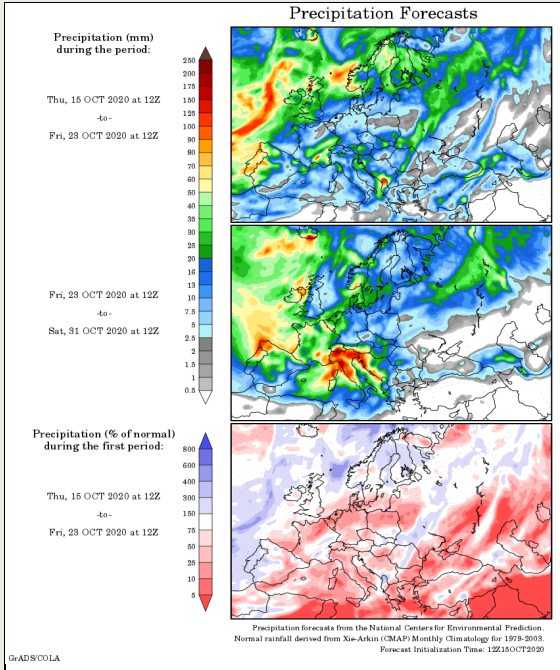 Precipitation Forecasts
Precipitation (mm)
during the period:
Thu, 15 OCT 2020 at 12Z
-to-
Fri, 23 OCT 2020 at 12Z
250
200
175
150
125
100
90
80
70
60
50
40
35
30
25
20
16
13
10
7.5
5
2.5
2
1.5
1
0.5
Fri, 23 OCT 2020 at 12Z
-to-
Sat, 31 OCT 2020 at 12Z
Precipitation (% of normal)
during the first period:
Thu, 15 OCT 2020 at 12Z
-to-
Fri, 23 OCT 2020 at 12Z
800
600
400
300
150
75
50
25
10
5
Precipitation forecasts from the National Centers for Environmental Prediction.
Normal rainfall derived from Xie-Arkin (CMAP) Monthly Climatology for 1979-2003.
Forecast Initialization Time: 12Z15OCT2020
GrADS/COLA